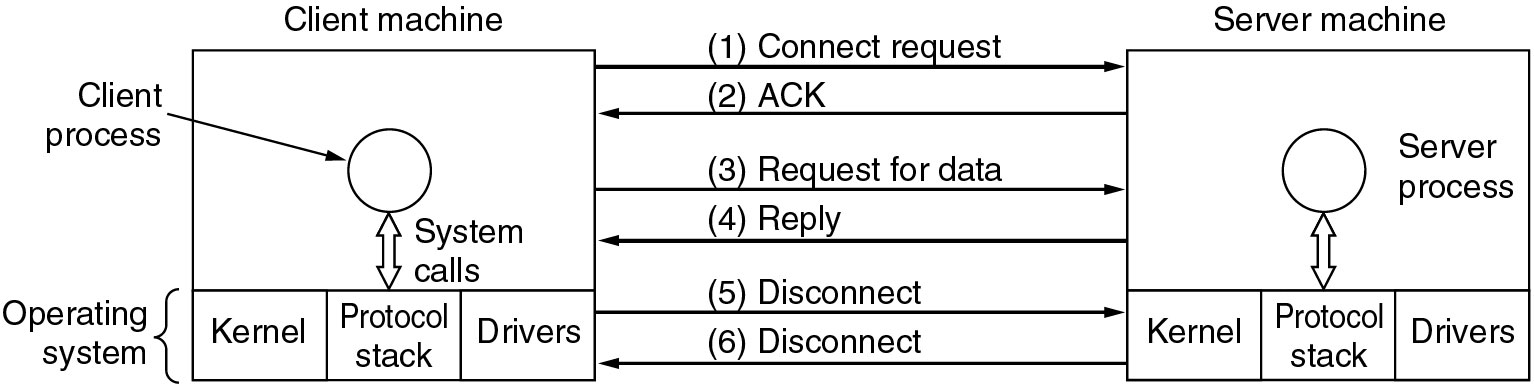 Client machine
Server machine
(1) Connect request
(2) ACK
Client
process
(3) Request for data
Server
process
(4) Reply
System
calls
(5) Disconnect
Operating
system
Kernel
Protocol
stack
Drivers
(6) Disconnect
Kernel
Protocol
stack
Drivers